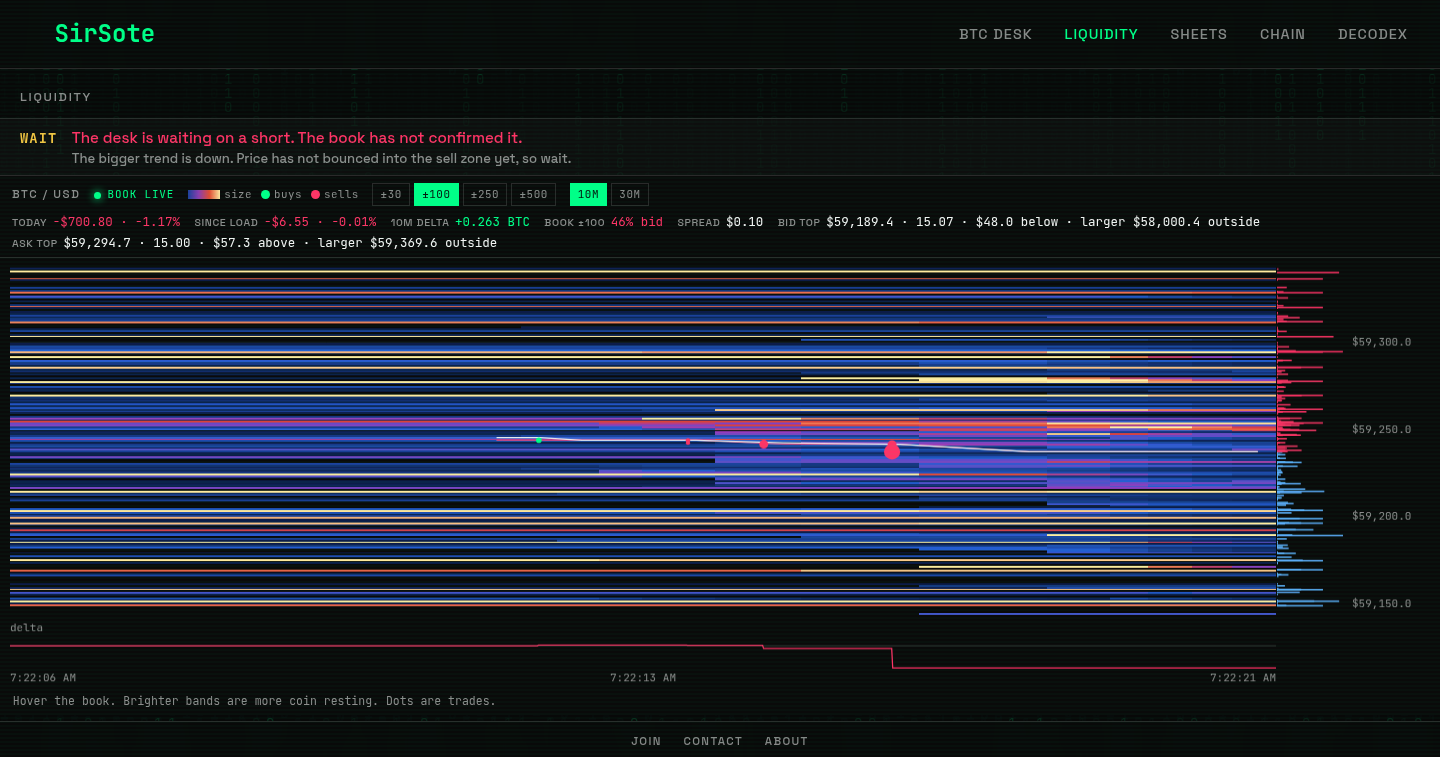 SirSote
BTC DESK LIQUIDITY SHEETS CHAIN DECODEX
LIQUIDITY
WAIT The desk is waiting on a short. The book has not confirmed it.
The bigger trend is down. Price has not bounced into the sell zone yet, so wait.
BTC / USD BOOK LIVE size buys sells ±30 ±100 ±250 ±500 10M 30M
TODAY -$700.80 · -1.17% SINCE LOAD -$6.55 · -0.01% 10M DELTA +0.263 BTC BOOK ±100 46% bid SPREAD $0.10 BID TOP $59,189.4 · 15.07 · $48.0 below · larger $58,000.4 outside
ASK TOP $59,294.7 · 15.00 · $57.3 above · larger $59,369.6 outside
$59,300.0
$59,250.0
$59,200.0
$59,150.0
delta
7:22:06 AM 7:22:13 AM 7:22:21 AM
Hover the book. Brighter bands are more coin resting. Dots are trades.
JOIN CONTACT ABOUT